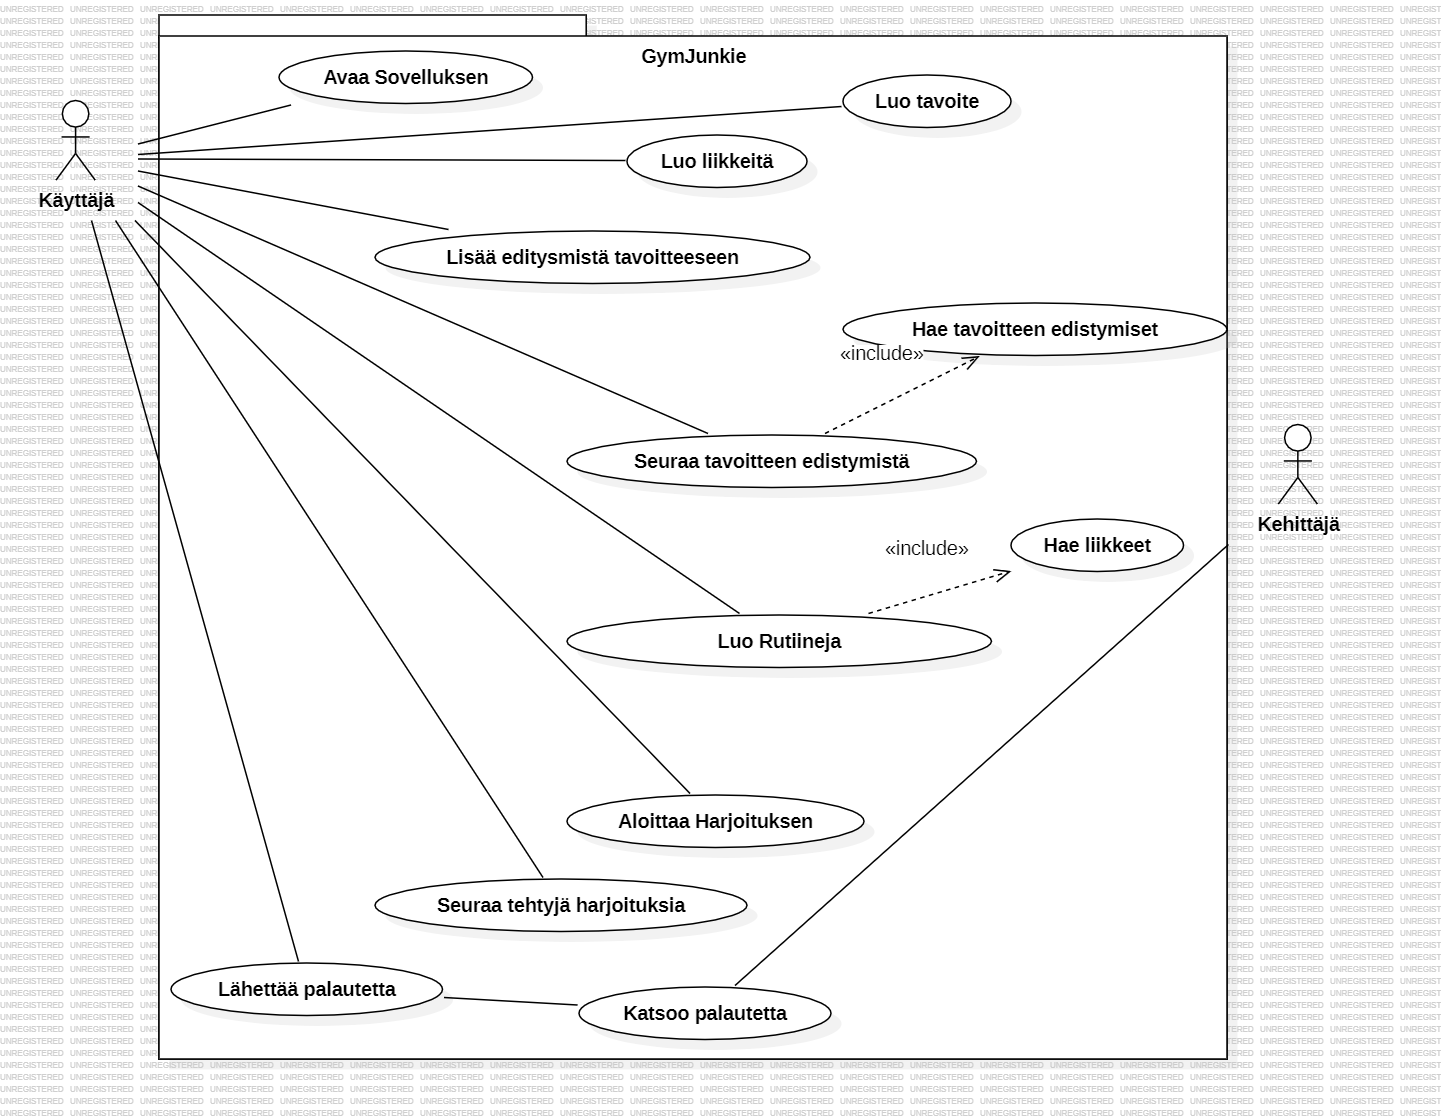 GymJunkie
Avaa Sovelluksen
Luo tavoite
Luo liikkeitä
Käyttäjä
Lisää editysmistä tavoitteeseen
Hae tavoitteen edistymiset
«include»
Seuraa tavoitteen edistymistä
Kehittäjä
Hae liikkeet
«include»
Luo Rutiineja
Aloittaa Harjoituksen
Seuraa tehtyjä harjoituksia
Lähettää palautetta
Katsoo palautetta
UNREGISTERED